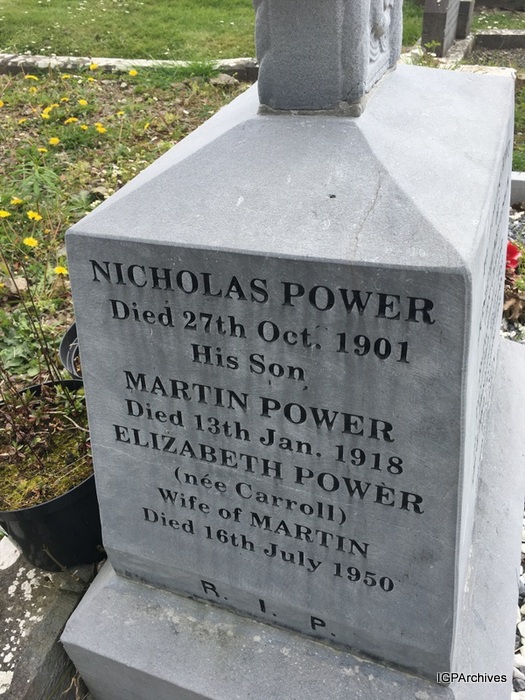 NICHOLAS POWER
Died 27th Oct. 1901
His Son
MARTIN POWER
Died 13th Jan. 1918
ELIZABETH POWER
(née Carroll)
Wife of MARTIN
Died 16th July 1950
R. I. P.
IGPArchives